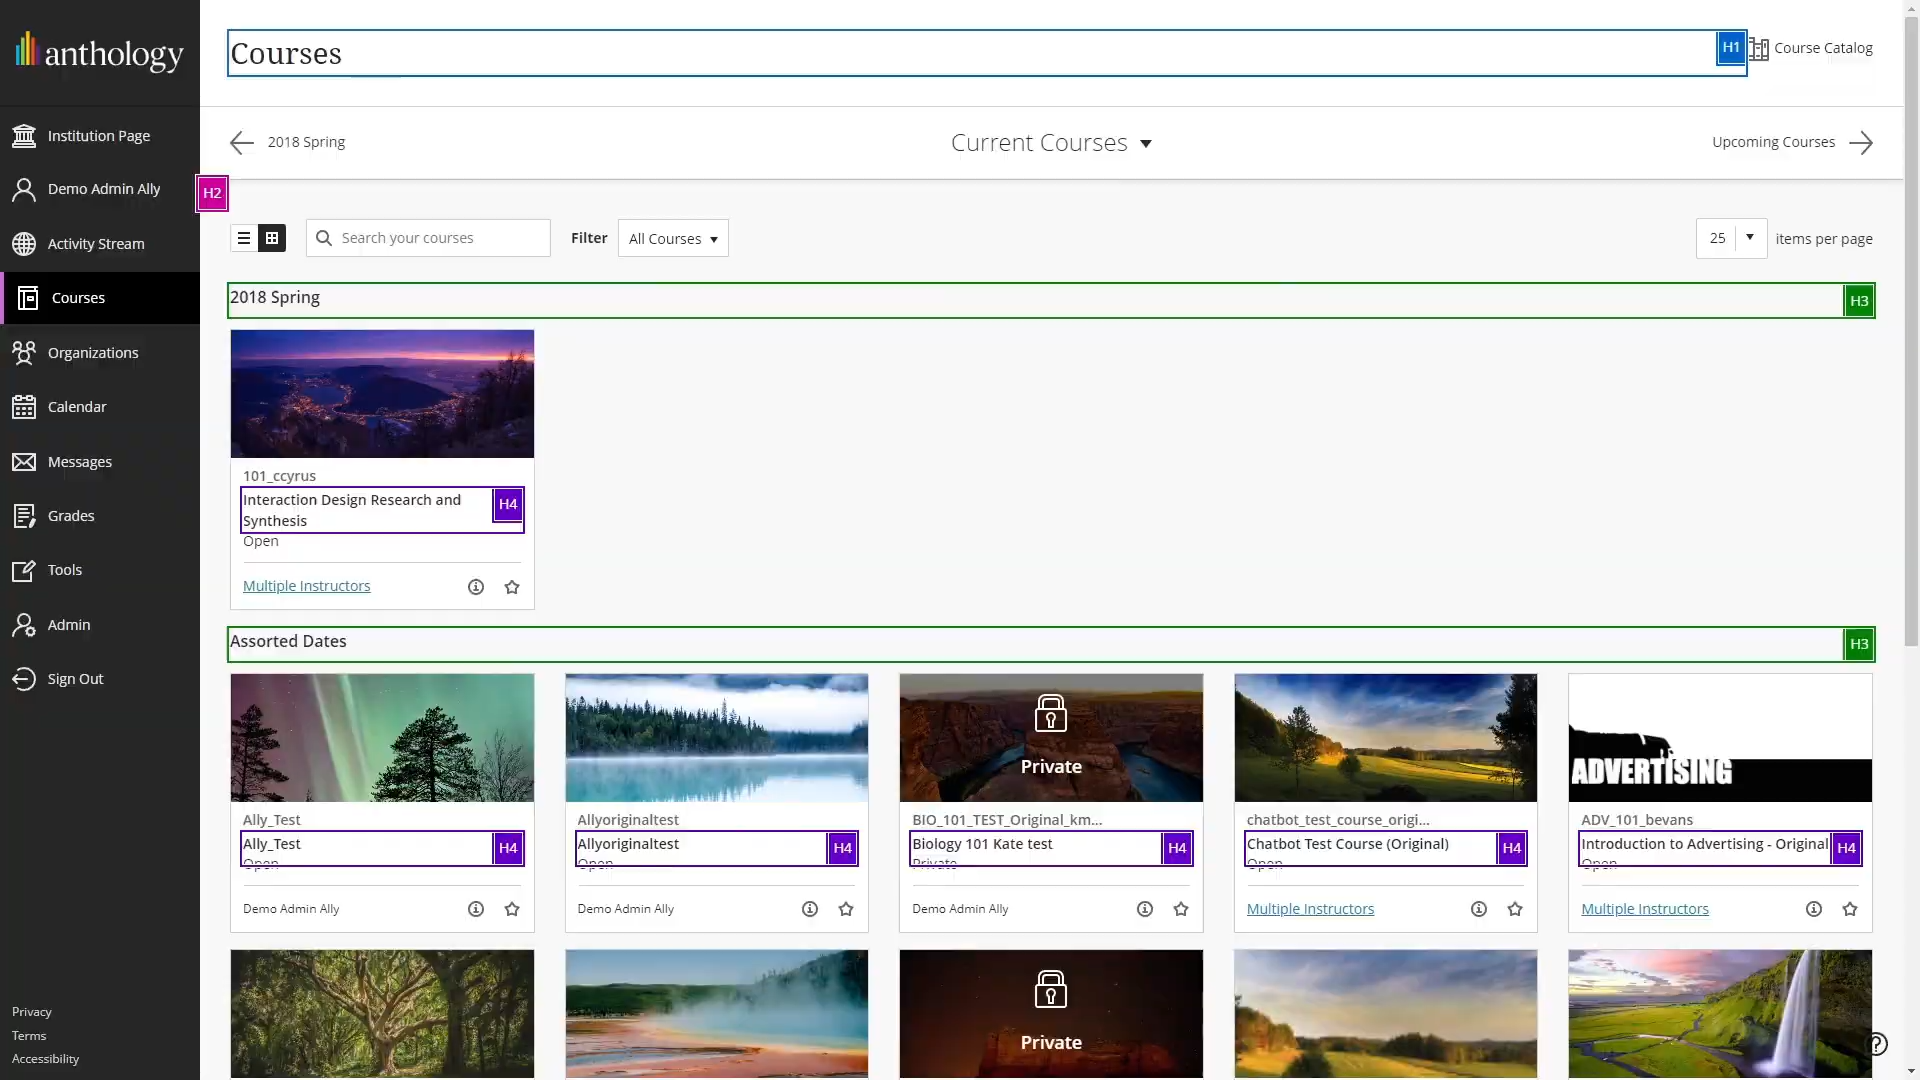 anthology
Institution Page
Demo Admin Ally
Activity Stream
Courses
Organizations
Calendar
Messages
Grades
Tools
Admin
Sign Out
Privacy
Terms
Accessibility
Courses
H1
Course Catalog
2018 Spring
Current Courses
Upcoming Courses
H2
Search your courses
Filter
All Courses
25
items per page
2018 Spring
H3
101_ccyrus
Interaction Design Research and
Synthesis
H4
Open
Multiple Instructors
Assorted Dates
H3
Ally_Test
Ally_Test
H4
Open
Demo Admin Ally
Allyoriginaltest
Allyoriginaltest
H4
Open
Demo Admin Ally
Private
BIO_101_TEST_Original_km...
Biology 101 Kate test
H4
Private
Demo Admin Ally
chatbot_test_course_origi...
Chatbot Test Course (Original)
H4
Open
Multiple Instructors
ADVERTISING
ADV_101_bevans
Introduction to Advertising - Original
H4
Open
Multiple Instructors
Private